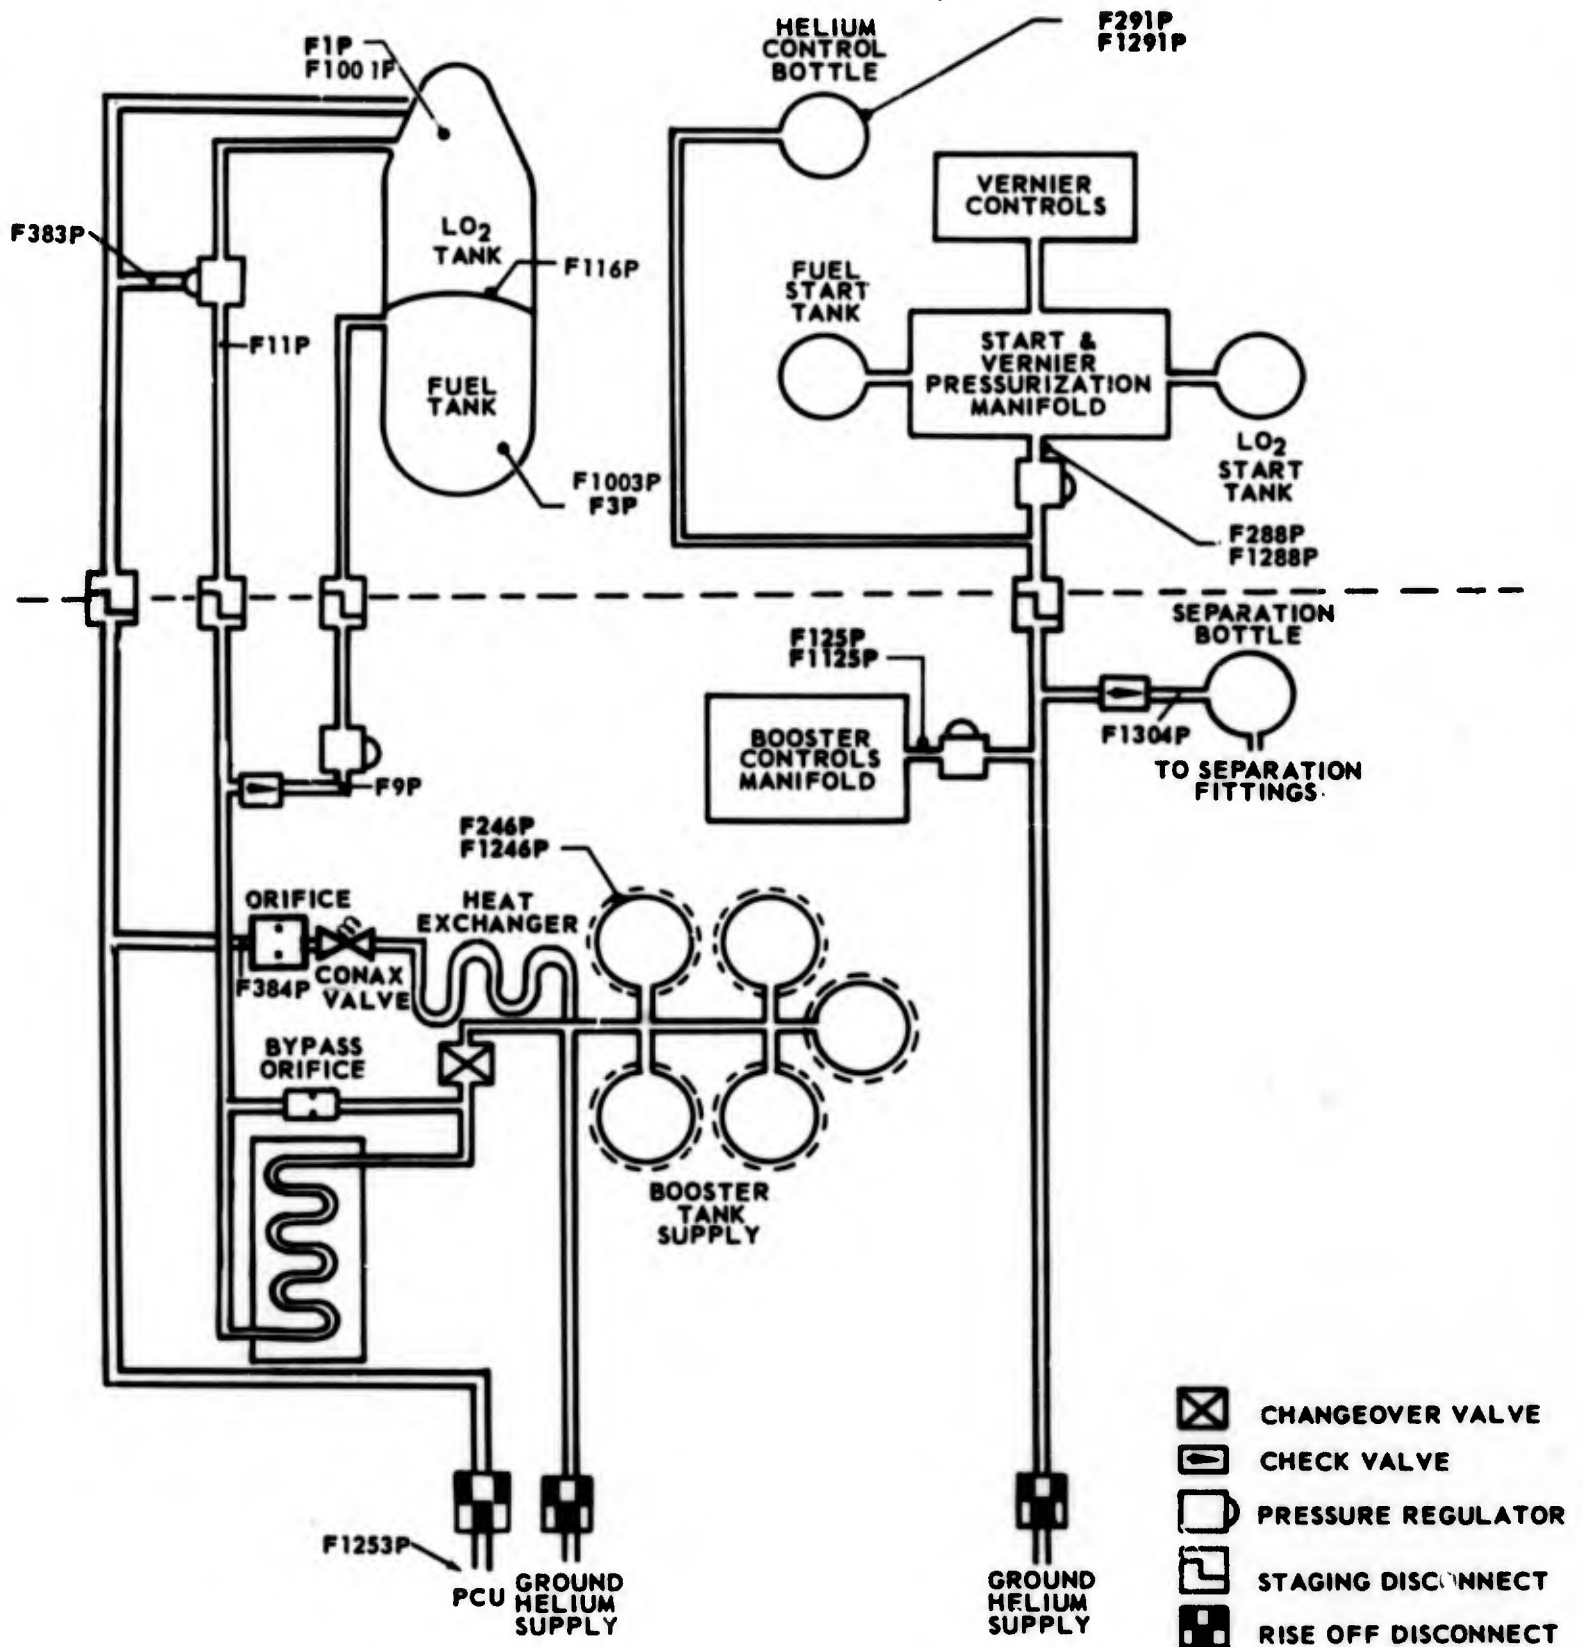 HELIUM
CONTROL
BOTTLE
F291P
F1291P
F1P
F1001P
VERNIER
CONTROLS
F383P
LO2
TANK
F116P
FUEL
START
TANK
F11P
START &
VERNIER
PRESSURIZATION
MANIFOLD
FUEL
TANK
LO2
START
TANK
F1003P
F3P
F288P
F1288P
SEPARATION
BOTTLE
F125P
F1125P
BOOSTER
CONTROLS
MANIFOLD
F1304P
TO SEPARATION
FITTINGS
F9P
F246P
F1246P
ORIFICE
HEAT
EXCHANGER
F384P
CONAX
VALVE
BYPASS
ORIFICE
BOOSTER
TANK
SUPPLY
CHANGEOVER VALVE
CHECK VALVE
PRESSURE REGULATOR
STAGING DISCONNECT
RISE OFF DISCONNECT
F1253P
PCU
GROUND
HELIUM
SUPPLY
GROUND
HELIUM
SUPPLY